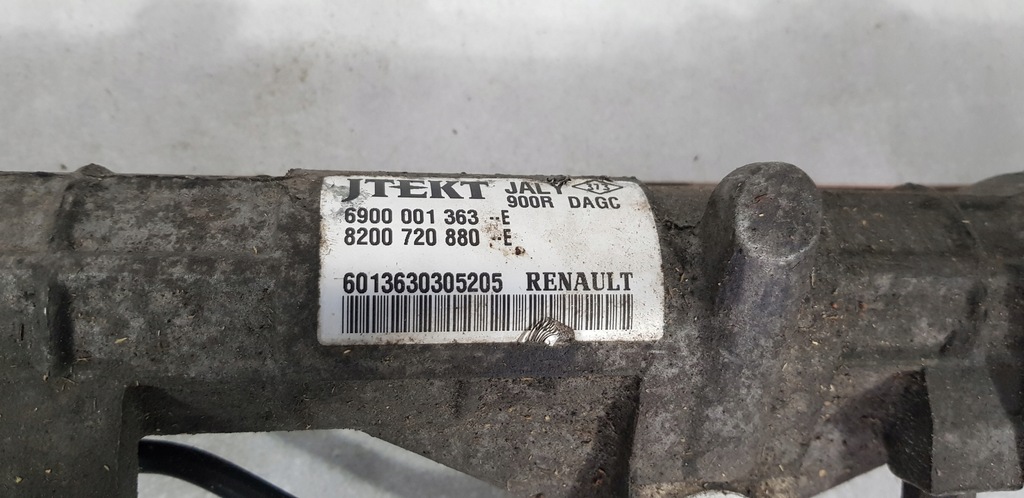 JTEKT JALY
900R DAGC
6900 001 363 --E
8200 720 880 --E
6013630305205 RENAULT